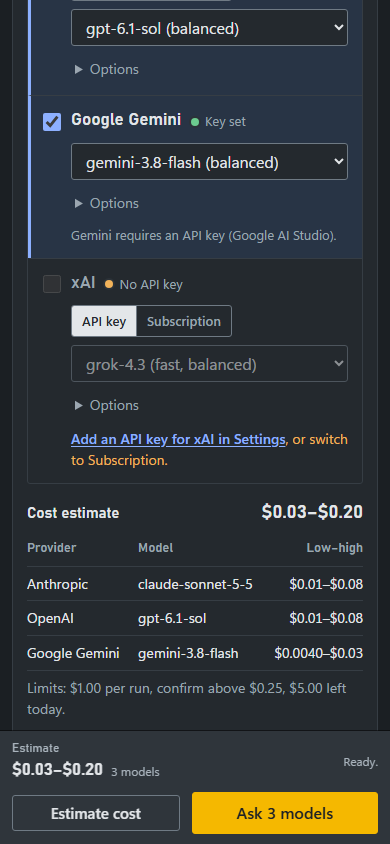 gpt-6.1-sol (balanced)
▶ Options
Google Gemini ● Key set
gemini-3.8-flash (balanced)
▶ Options
Gemini requires an API key (Google AI Studio).
xAI ● No API key
API key Subscription
grok-4.3 (fast, balanced)
▶ Options
Add an API key for xAI in Settings, or switch
to Subscription.
Cost estimate $0.03–$0.20
Provider Model Low–high
Anthropic claude-sonnet-5-5 $0.01–$0.08
OpenAI gpt-6.1-sol $0.01–$0.08
Google Gemini gemini-3.8-flash $0.0040–$0.03
Limits: $1.00 per run, confirm above $0.25, $5.00 left
today.
Estimate
$0.03–$0.20 3 models
Ready.
Estimate cost
Ask 3 models